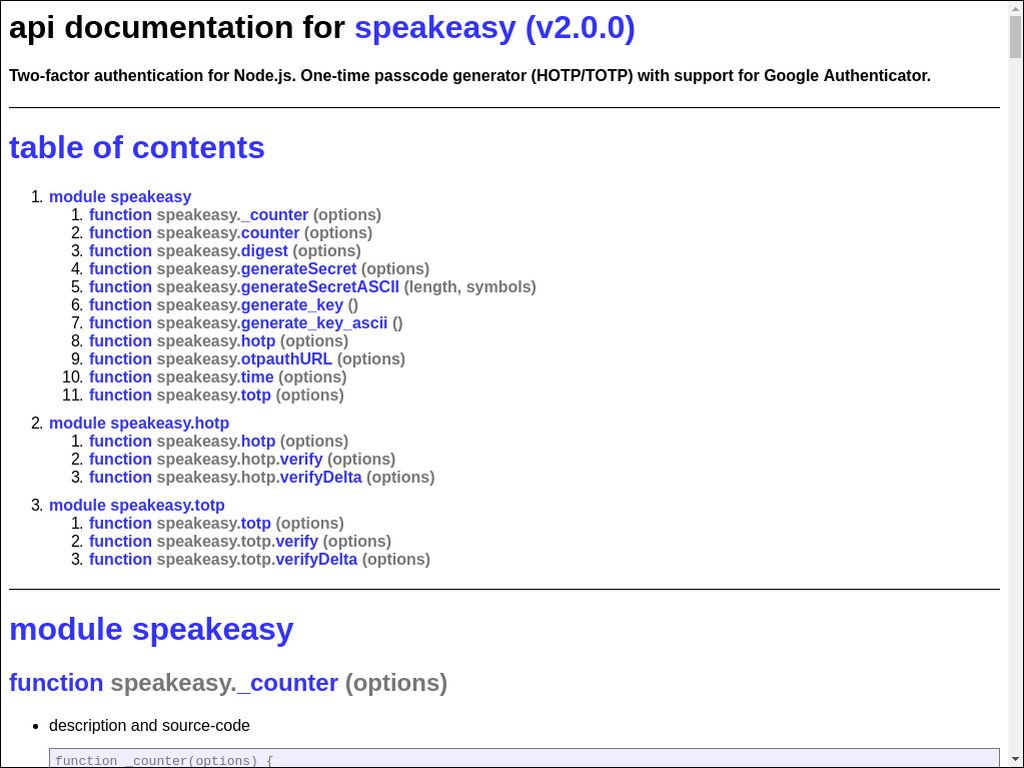 api documentation for speakeasy (v2.0.0)
Two-factor authentication for Node.js. One-time passcode generator (HOTP/TOTP) with support for Google Authenticator.
table of contents
1. module speakeasy
1. function speakeasy._counter (options)
2. function speakeasy.counter (options)
3. function speakeasy.digest (options)
4. function speakeasy.generateSecret (options)
5. function speakeasy.generateSecretASCII (length, symbols)
6. function speakeasy.generate_key ()
7. function speakeasy.generate_key_ascii ()
8. function speakeasy.hotp (options)
9. function speakeasy.otpauthURL (options)
10. function speakeasy.time (options)
11. function speakeasy.totp (options)
2. module speakeasy.hotp
1. function speakeasy.hotp (options)
2. function speakeasy.hotp.verify (options)
3. function speakeasy.hotp.verifyDelta (options)
3. module speakeasy.totp
1. function speakeasy.totp (options)
2. function speakeasy.totp.verify (options)
3. function speakeasy.totp.verifyDelta (options)
module speakeasy
function speakeasy._counter (options)
• description and source-code
function _counter(options) {